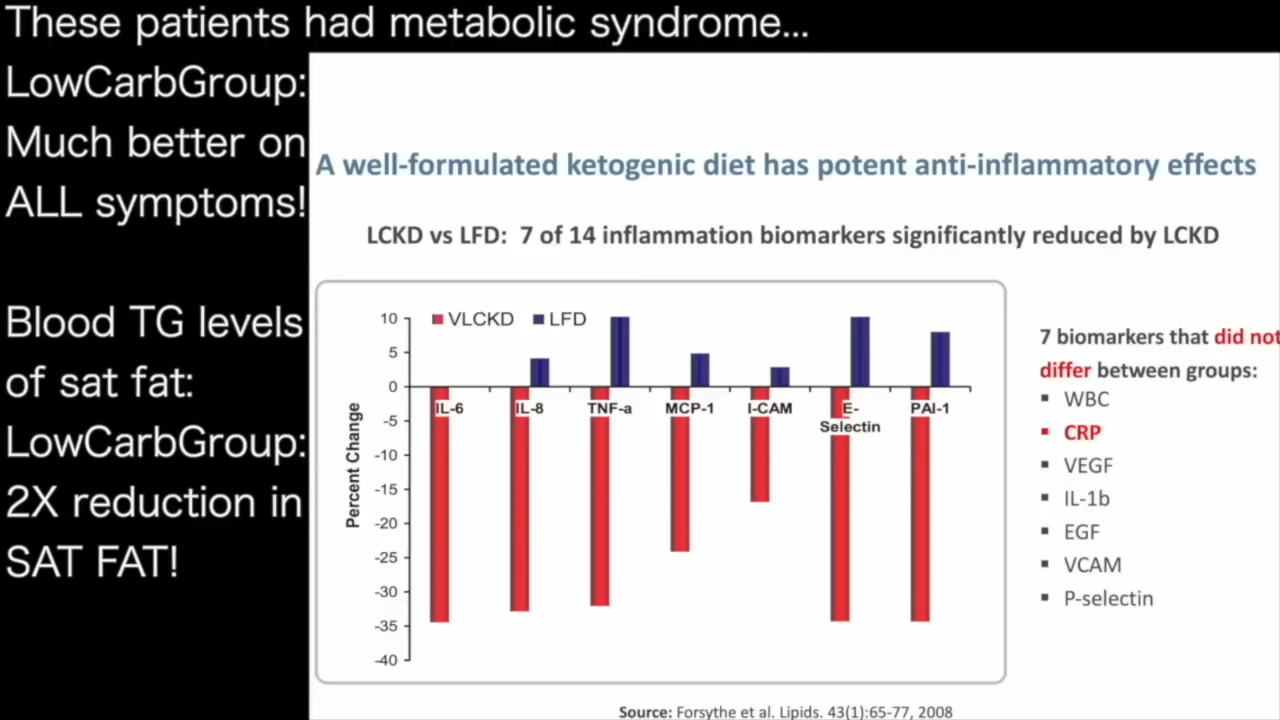 These patients had metabolic syndrome...
LowCarbGroup:
Much better on
ALL symptoms!
Blood TG levels
of sat fat:
LowCarbGroup:
2X reduction in
SAT FAT!
A well-formulated ketogenic diet has potent anti-inflammatory effects
LCKD vs LFD: 7 of 14 inflammation biomarkers significantly reduced by LCKD
VLCKD LFD
Percent Change
10
5
0
-5
-10
-15
-20
-25
-30
-35
-40
IL-6 IL-8 TNF-a MCP-1 I-CAM E-
Selectin PAI-1
7 biomarkers that did not
differ between groups:
▪ WBC
▪ CRP
▪ VEGF
▪ IL-1b
▪ EGF
▪ VCAM
▪ P-selectin
Source: Forsythe et al. Lipids. 43(1):65-77, 2008